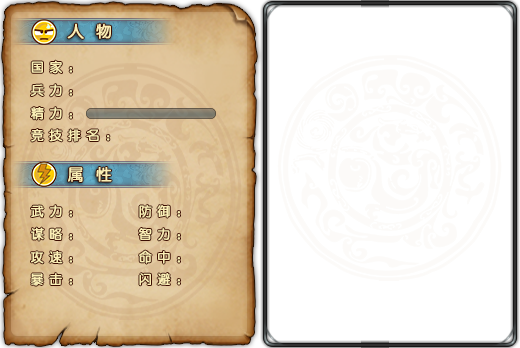 人物
国家：
兵力：
精力：
竞技排名：
属性
武力： 防御：
谋略： 智力：
攻速： 命中：
暴击： 闪避：